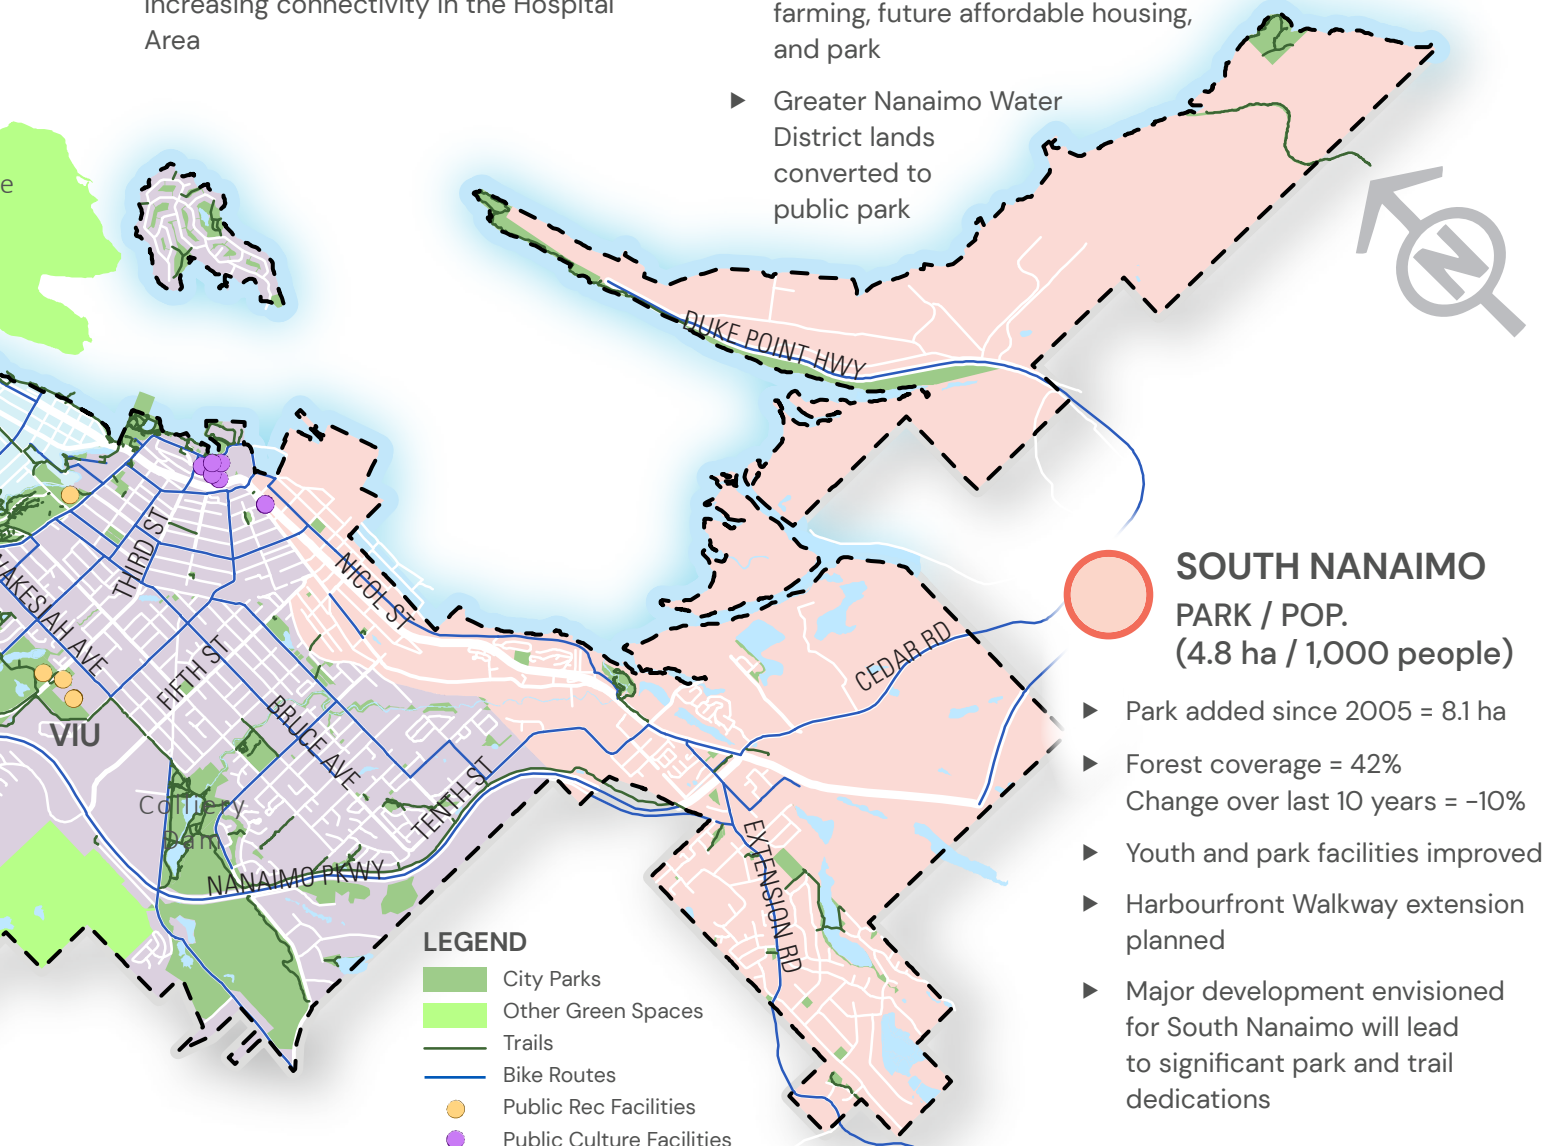 increasing connectivity in the Hospital
Area
farming, future affordable housing,
and park
▶ Greater Nanaimo Water
District lands
converted to
public park
e
N
DUKE POINT HWY
THIRD ST
WAKESIAH AVE
NICOL ST
FIFTH ST
BRUCE AVE
VIU
TENTH ST
Colliery
Dam
NANAIMO PKWY
CEDAR RD
EXTENSION RD
SOUTH NANAIMO
PARK / POP.
(4.8 ha / 1,000 people)
▶ Park added since 2005 = 8.1 ha
▶ Forest coverage = 42%
Change over last 10 years = -10%
▶ Youth and park facilities improved
▶ Harbourfront Walkway extension
planned
▶ Major development envisioned
for South Nanaimo will lead
to significant park and trail
dedications
LEGEND
City Parks
Other Green Spaces
Trails
Bike Routes
Public Rec Facilities
Public Culture Facilities